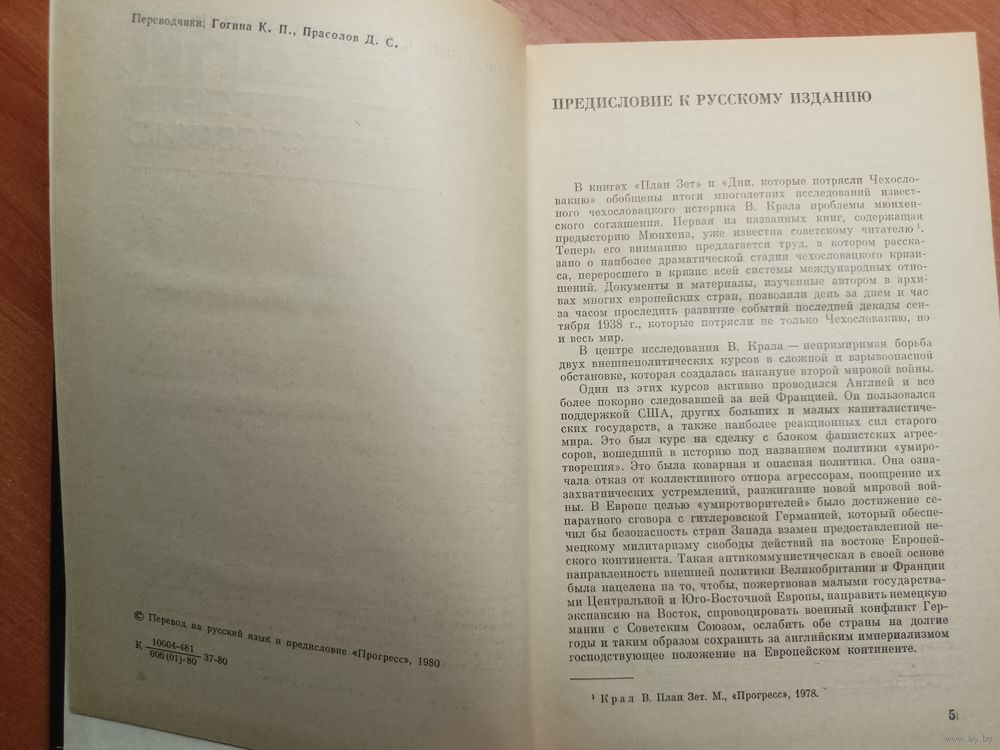 Переводчики: Гогина К. П., Прасолов Д. С.
© Перевод на русский язык и предисловие «Прогресс», 1980
К 10604-481
006(01)-80 37-80
ПРЕДИСЛОВИЕ К РУССКОМУ ИЗДАНИЮ
В книгах «План Зет» и «Дни, которые потрясли Чехосло-
вакию» обобщены итоги многолетних исследований извест-
ного чехословацкого историка В. Крала проблемы мюнхен-
ского соглашения. Первая из названных книг, содержащая
предысторию Мюнхена, уже известна советскому читателю ¹.
Теперь его вниманию предлагается труд, в котором расска-
зано о наиболее драматической стадии чехословацкого кризи-
са, переросшего в кризис всей системы международных отно-
шений. Документы и материалы, изученные автором в архи-
вах многих европейских стран, позволили день за днем и час
за часом проследить развитие событий последней декады сен-
тября 1938 г., которые потрясли не только Чехословакию, но
и весь мир.
В центре исследования В. Крала — непримиримая борьба
двух внешнеполитических курсов в сложной и взрывоопасной
обстановке, которая создалась накануне второй мировой войны.
Один из этих курсов активно проводился Англией и все
более покорно следовавшей за ней Францией. Он пользовался
поддержкой США, других больших и малых капиталистиче-
ских государств, а также наиболее реакционных сил старого
мира. Это был курс на сделку с блоком фашистских агрес-
соров, вошедший в историю под названием политики «умиро-
творения». Это была коварная и опасная политика. Она озна-
чала отказ от коллективного отпора агрессорам, поощрение их
захватнических устремлений, разжигание новой мировой вой-
ны. В Европе целью «умиротворителей» было достижение се-
паратного сговора с гитлеровской Германией, который обеспе-
чил бы безопасность стран Запада взамен предоставленной не-
мецкому милитаризму свободы действий на востоке Европей-
ского континента. Такая антикоммунистическая в своей основе
направленность внешней политики Великобритании и Франции
была нацелена на то, чтобы, пожертвовав малыми государства-
ми Центральной и Юго-Восточной Европы, направить немецкую
экспансию на Восток, спровоцировать военный конфликт Гер-
мании с Советским Союзом, ослабить обе страны на долгие
годы и таким образом сохранить за английским империализмом
господствующее положение на Европейском континенте.
¹ Крал В. План Зет. М., «Прогресс», 1978.
5
www.ay.by